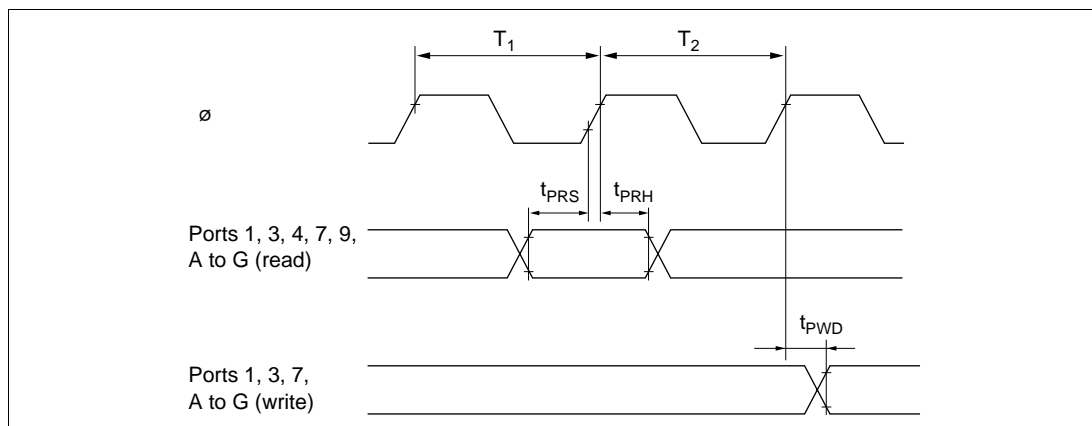 T1
T2
ø
tPRS
tPRH
Ports 1, 3, 4, 7, 9,
A to G (read)
tPWD
Ports 1, 3, 7,
A to G (write)